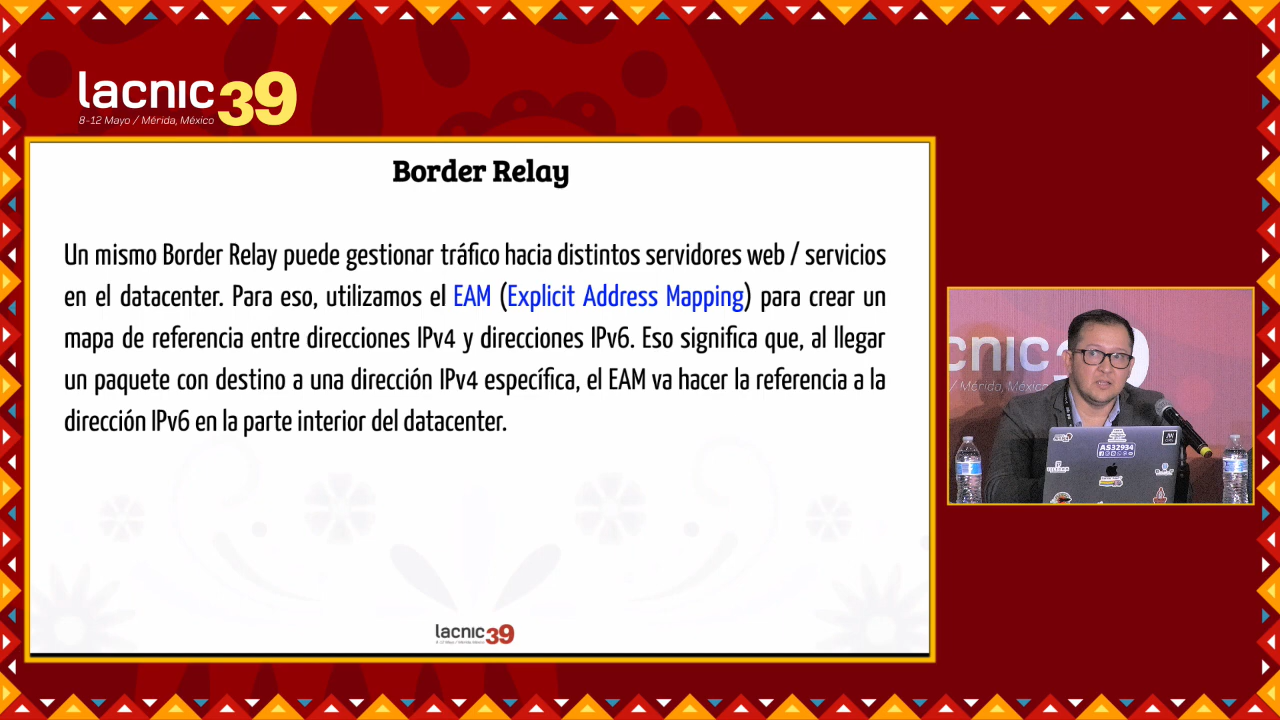 lacnic39
8-12 Mayo / Mérida, México
Border Relay
Un mismo Border Relay puede gestionar tráfico hacia distintos servidores web / servicios
en el datacenter. Para eso, utilizamos el EAM (Explicit Address Mapping) para crear un
mapa de referencia entre direcciones IPv4 y direcciones IPv6. Eso significa que, al llegar
un paquete con destino a una dirección IPv4 específica, el EAM va hacer la referencia a la
dirección IPv6 en la parte interior del datacenter.
lacnic39
cnic
/ Mérida, México
AS32934